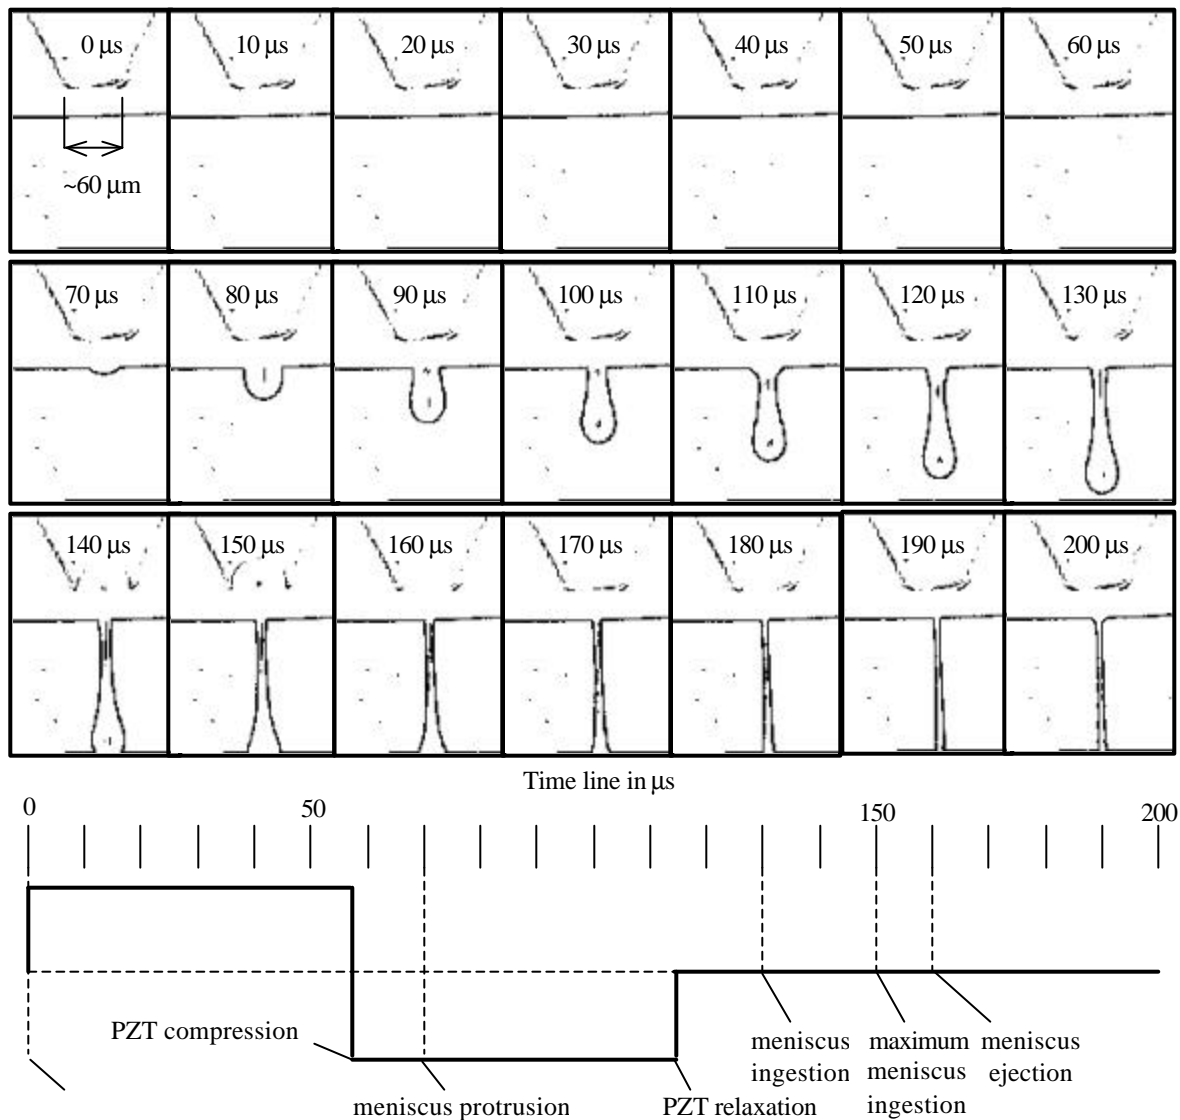 0 μs 10 μs 20 μs 30 μs 40 μs 50 μs 60 μs
~60 μm
70 μs 80 μs 90 μs 100 μs 110 μs 120 μs 130 μs
140 μs 150 μs 160 μs 170 μs 180 μs 190 μs 200 μs
Time line in μs
0 50 150 200
PZT compression
meniscus protrusion
PZT relaxation
meniscus
ingestion
maximum
meniscus
ingestion
meniscus
ejection